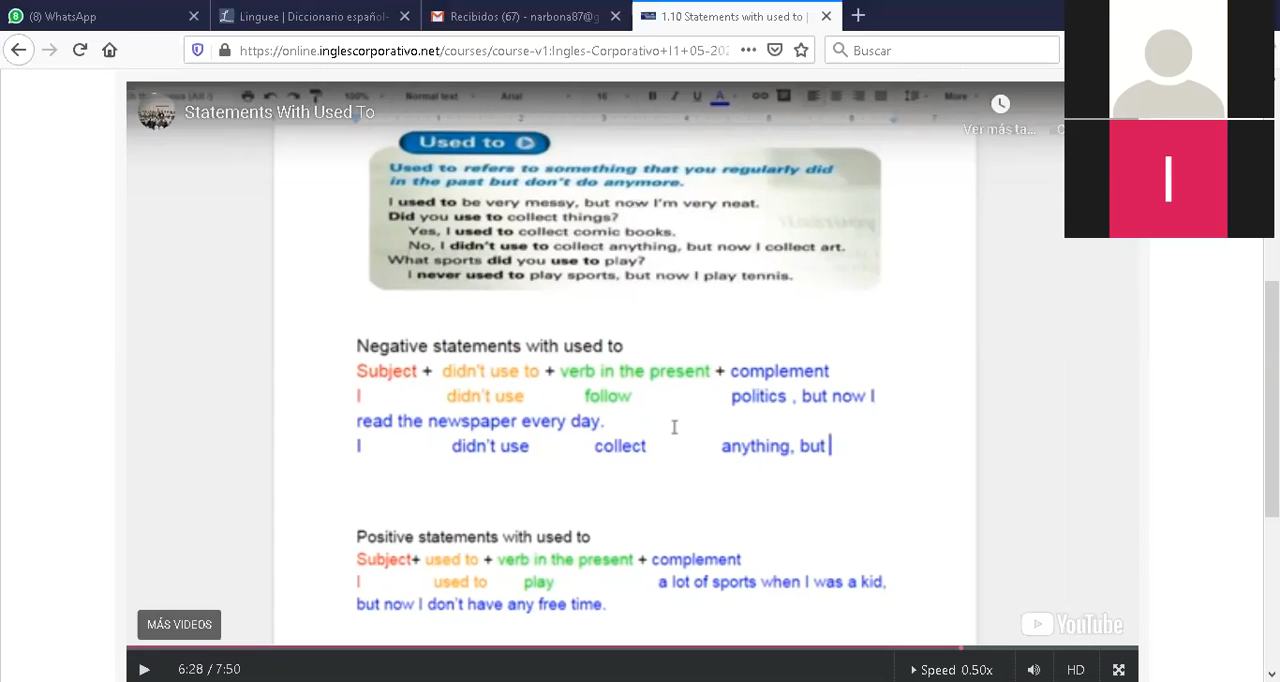 (8) WhatsApp
Linguee | Diccionario español-
Recibidos (67) - narbona87@g
1.10 Statements with used to |
https://online.inglescorporativo.net/courses/course-v1:Ingles-Corporativo+I1+05-202
Buscar
100%
Normal text
Arial
16
B I U A
More
Statements With Used To
Ver más ta...
Used to
Used to refers to something that you regularly did
in the past but don't do anymore.
I used to be very messy, but now I'm very neat.
Did you use to collect things?
Yes, I used to collect comic books.
No, I didn't use to collect anything, but now I collect art.
What sports did you use to play?
I never used to play sports, but now I play tennis.
Negative statements with used to
Subject + didn't use to + verb in the present + complement
I didn't use follow politics , but now I
read the newspaper every day.
I didn't use collect anything, but
Positive statements with used to
Subject+ used to + verb in the present + complement
I used to play a lot of sports when I was a kid,
but now I don't have any free time.
MÁS VIDEOS
YouTube
6:28 / 7:50
Speed 0.50x
HD
I